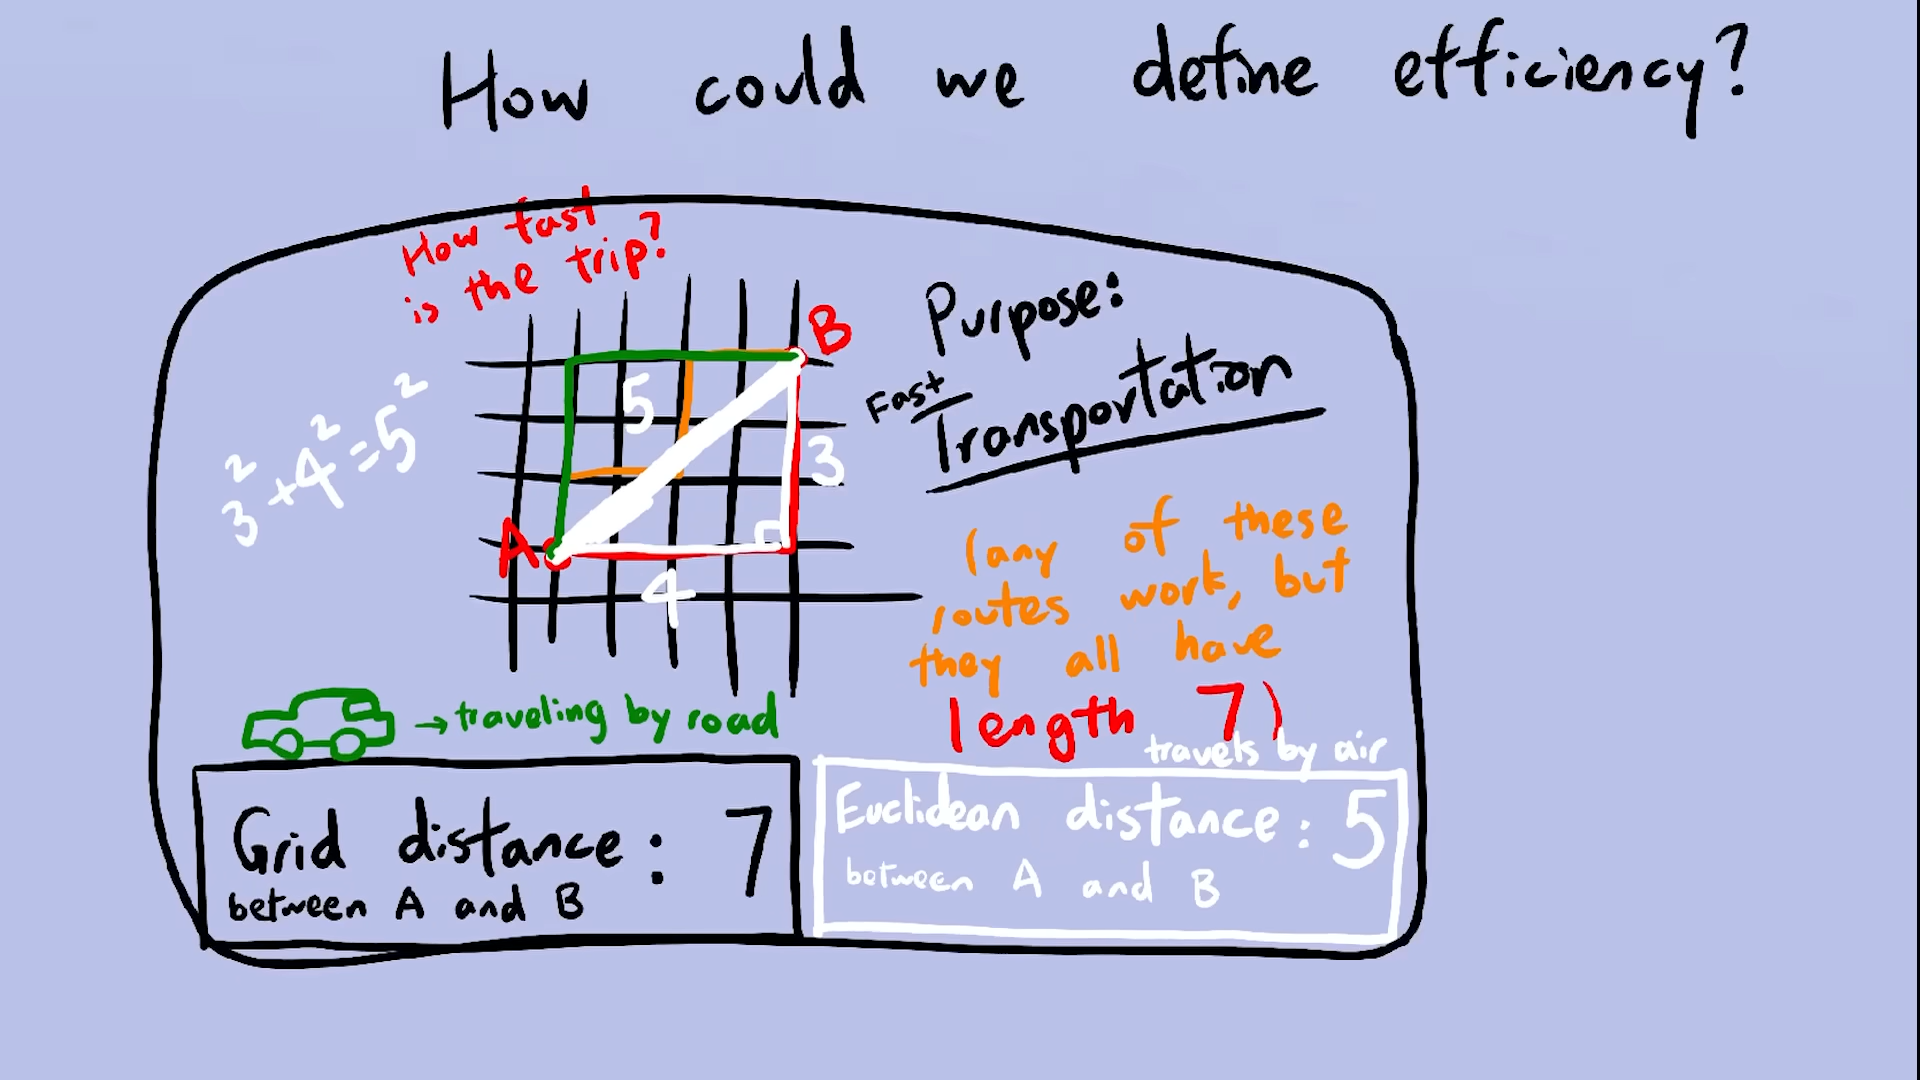 How could we define efficiency?
How fast
is the trip?
B
Purpose:
Fast
Transportation
5
3² + 4² = 5²
3
A
4
(any of these
routes work, but
they all have
length 7)
→ traveling by road
travels by air
Grid distance: 7
between A and B
Euclidean distance: 5
between A and B